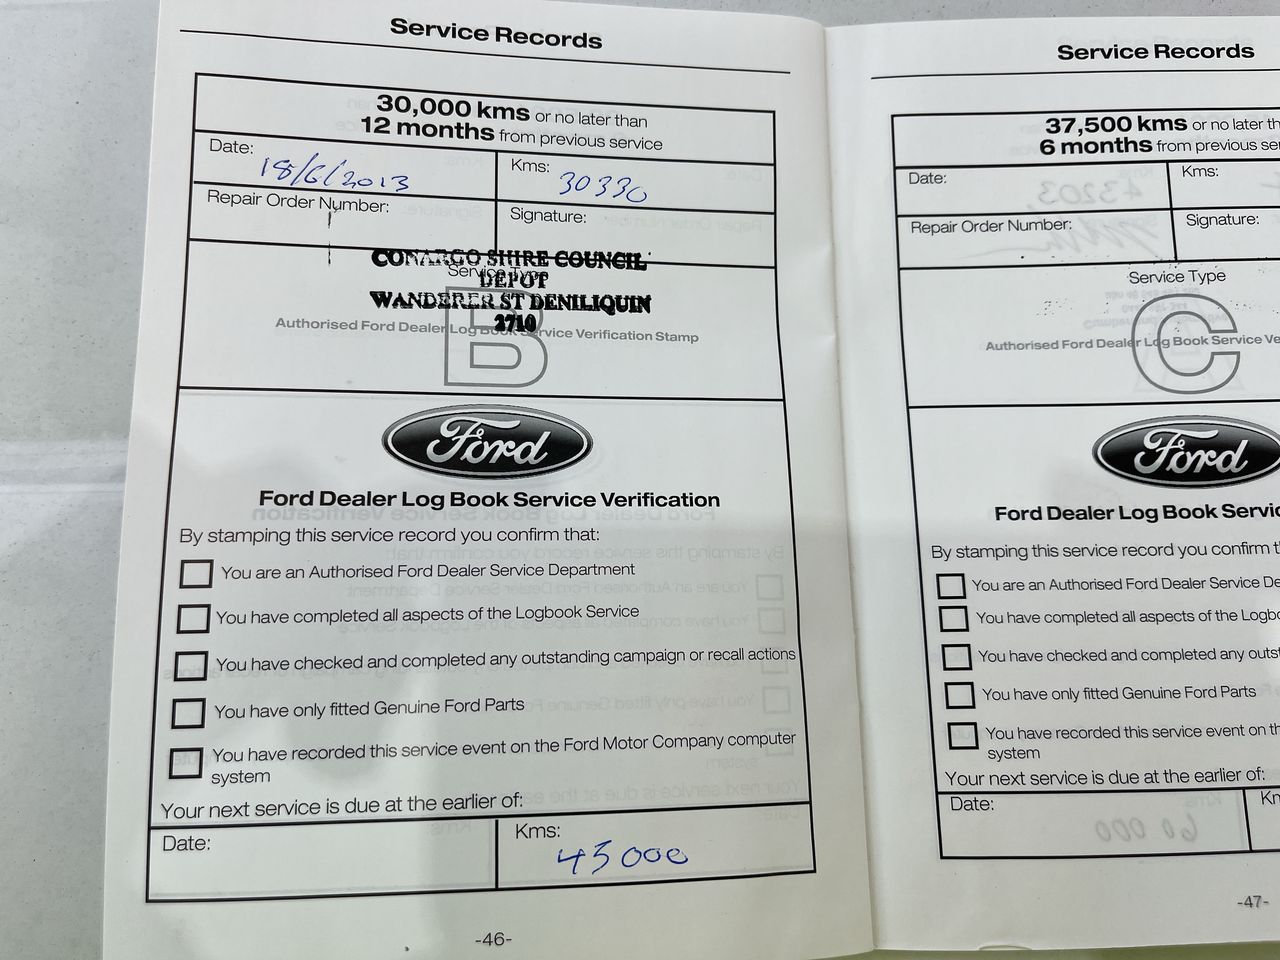 Service Records
30,000 kms or no later than
12 months from previous service
Date: 18/6/2013
Kms: 30330
Repair Order Number:
Signature:
Service Type
CONARGO SHIRE COUNCIL
DEPOT
WANDERER ST DENILIQUIN
2710
Authorised Ford Dealer Log Book Service Verification Stamp
B
Ford
Ford Dealer Log Book Service Verification
By stamping this service record you confirm that:
You are an Authorised Ford Dealer Service Department
You have completed all aspects of the Logbook Service
You have checked and completed any outstanding campaign or recall actions
You have only fitted Genuine Ford Parts
You have recorded this service event on the Ford Motor Company computer
system
Your next service is due at the earlier of:
Date:
Kms: 45000
-46-
Service Records
37,500 kms or no later
6 months from previous
Date:
Kms:
Repair Order Number:
Signature:
Service Type
Authorised Ford Dealer Log Book Service
C
Ford
Ford Dealer Log Book
By stamping this service record you confirm
You are an Authorised Ford Dealer Service
You have completed all aspects of the
You have checked and completed any
You have only fitted Genuine Ford Parts
You have recorded this service event on
system
Your next service is due at the earlier of:
Date:
-47-